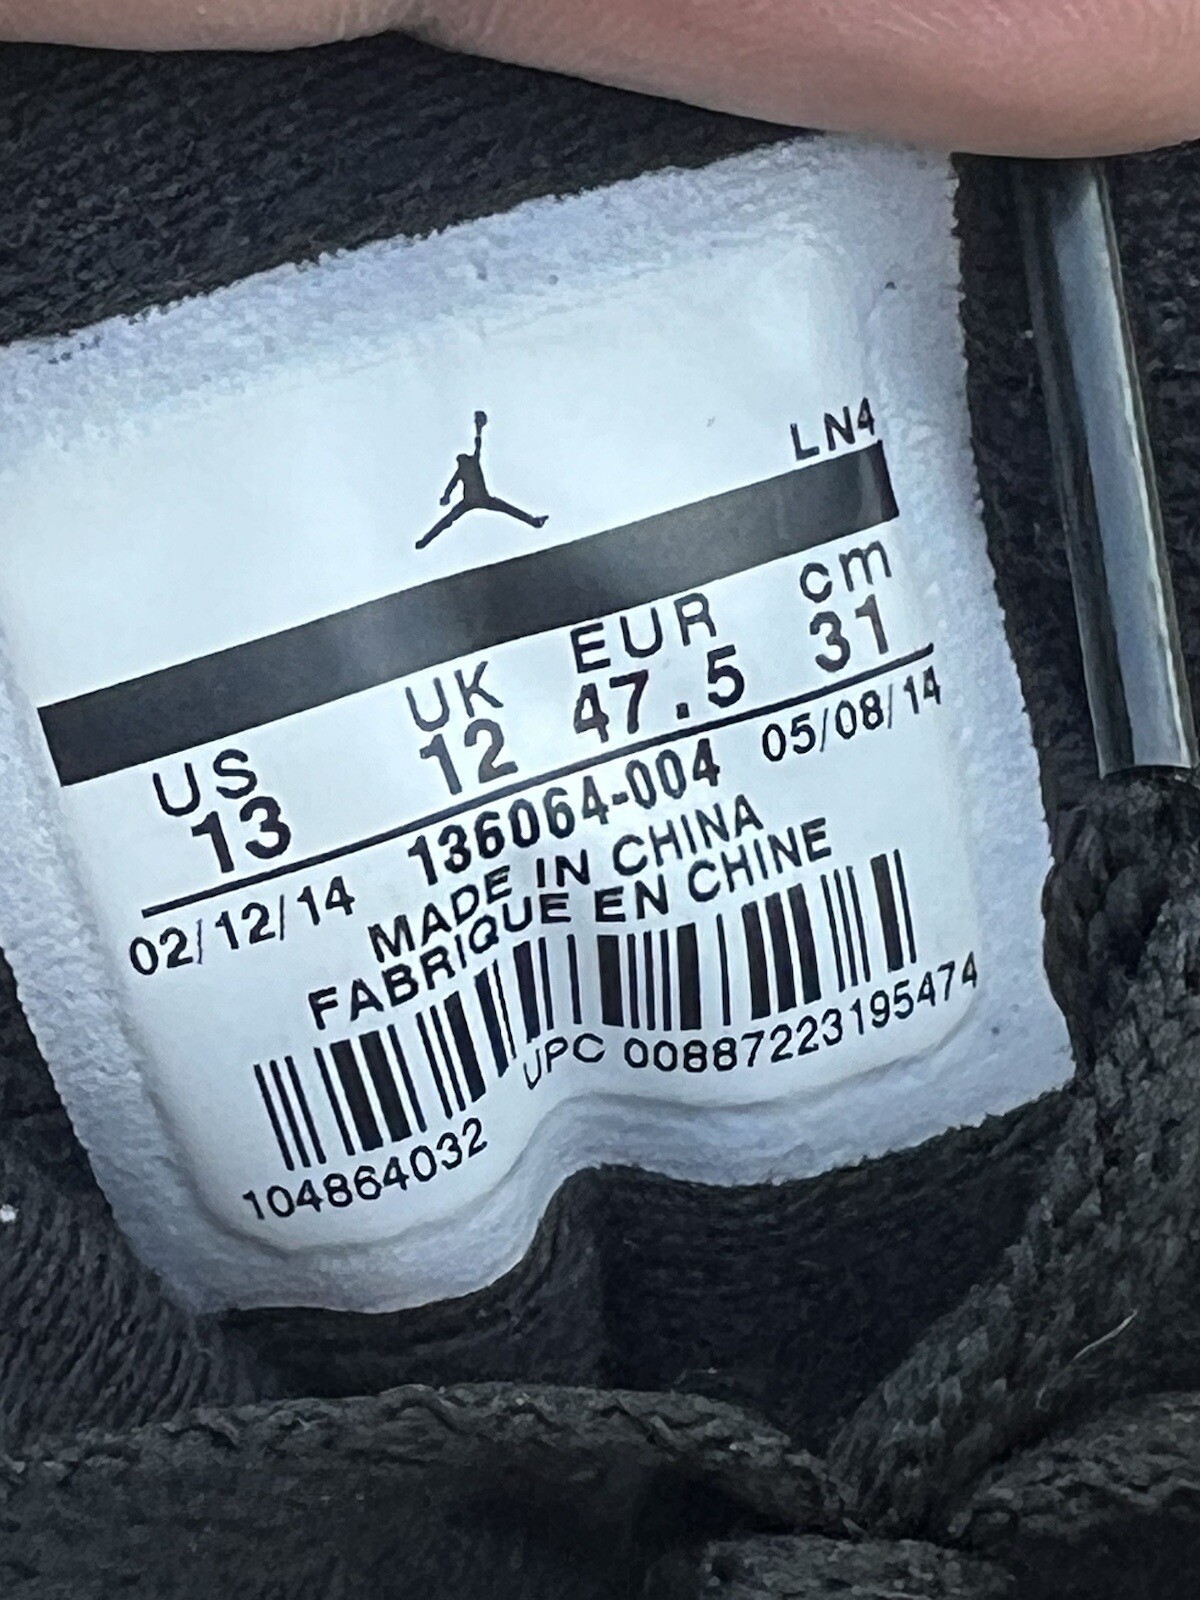 LN4
US UK EUR cm
13 12 47.5 31
02/12/14 136064-004 05/08/14
MADE IN CHINA
FABRIQUE EN CHINE
UPC 00887223195474
104864032